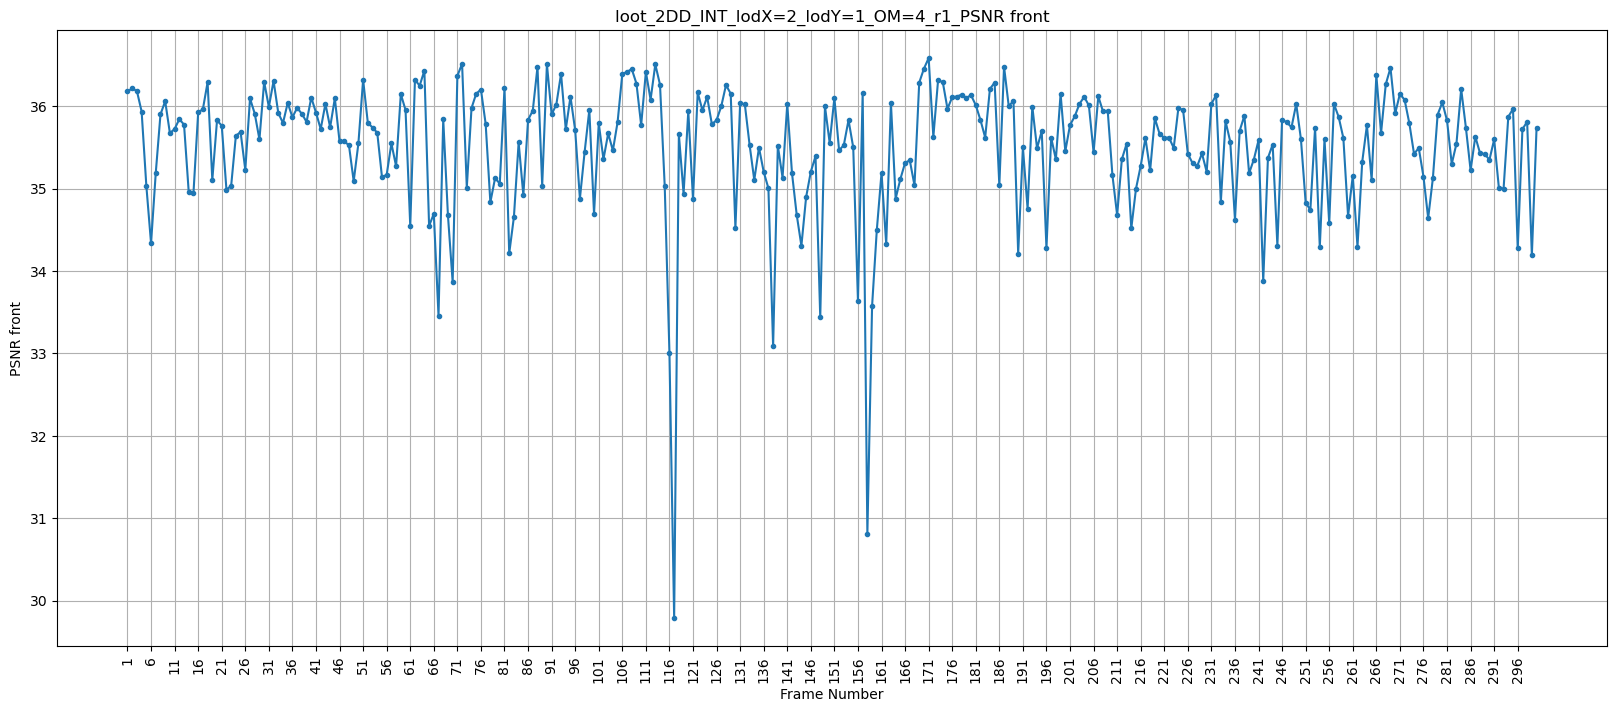 loot_2DD_INT_lodX=2_lodY=1_OM=4_r1_PSNR front
PSNR front
36
35
34
33
32
31
30
1 6 11 16 21 26 31 36 41 46 51 56 61 66 71 76 81 86 91 96 101 106 111 116 121 126 131 136 141 146 151 156 161 166 171 176 181 186 191 196 201 206 211 216 221 226 231 236 241 246 251 256 261 266 271 276 281 286 291 296
Frame Number